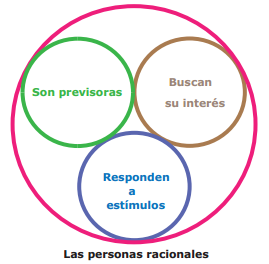 Son previsoras
Buscan
su interés
Responden
a
estímulos
Las personas racionales